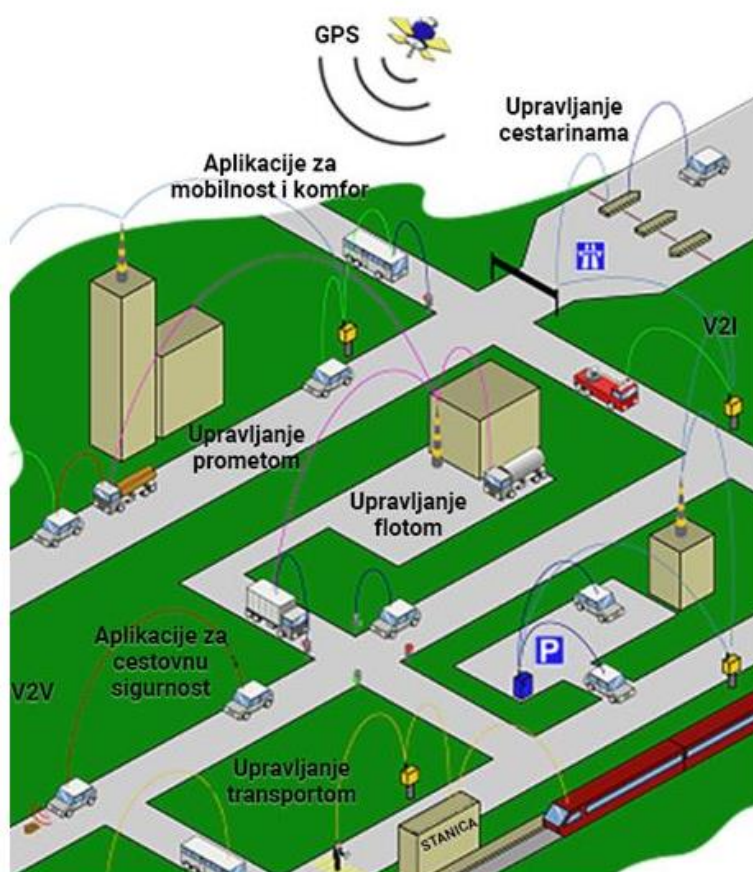 GPS
Upravljanje
cestarinama
Aplikacije za
mobilnost i komfor
V2I
Upravljanje
prometom
Upravljanje
flotom
Aplikacije za
cestovnu
sigurnost
V2V
P
Upravljanje
transportom
STANICA